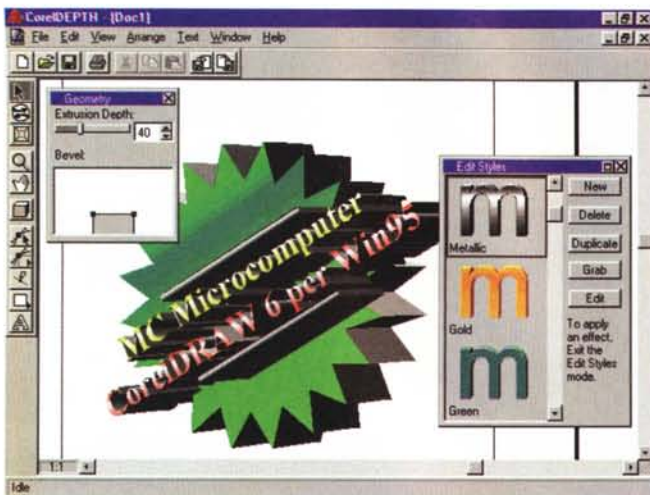 CorelDEPTH - [Doc1]
File Edit View Arrange Text Window Help
Geometry
Extrusion Depth:
40
Bevel:
MC Microcomputer
CorelDRAW 6 per Win95
Edit Styles
m
Metallic
m
Gold
m
Green
New
Delete
Duplicate
Grab
Edit
To apply
an effect,
Exit the
Edit Styles
mode.
1:1
Idle